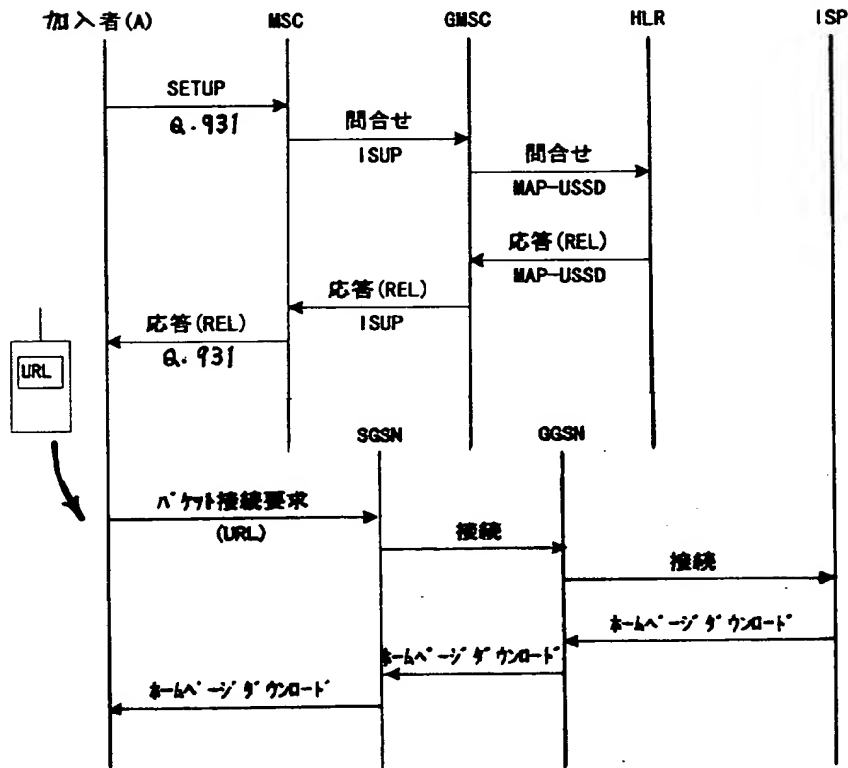 加入者(A) MSC GMSC HLR ISP
SETUP
Q.931
問合せ
ISUP
問合せ
MAP-USSD
応答(REL)
MAP-USSD
応答(REL)
ISUP
応答(REL)
Q.931
URL
SGSN GGSN
パケット接続要求
(URL)
接続
接続
ホームページダウンロード
ホームページダウンロード
ホームページダウンロード